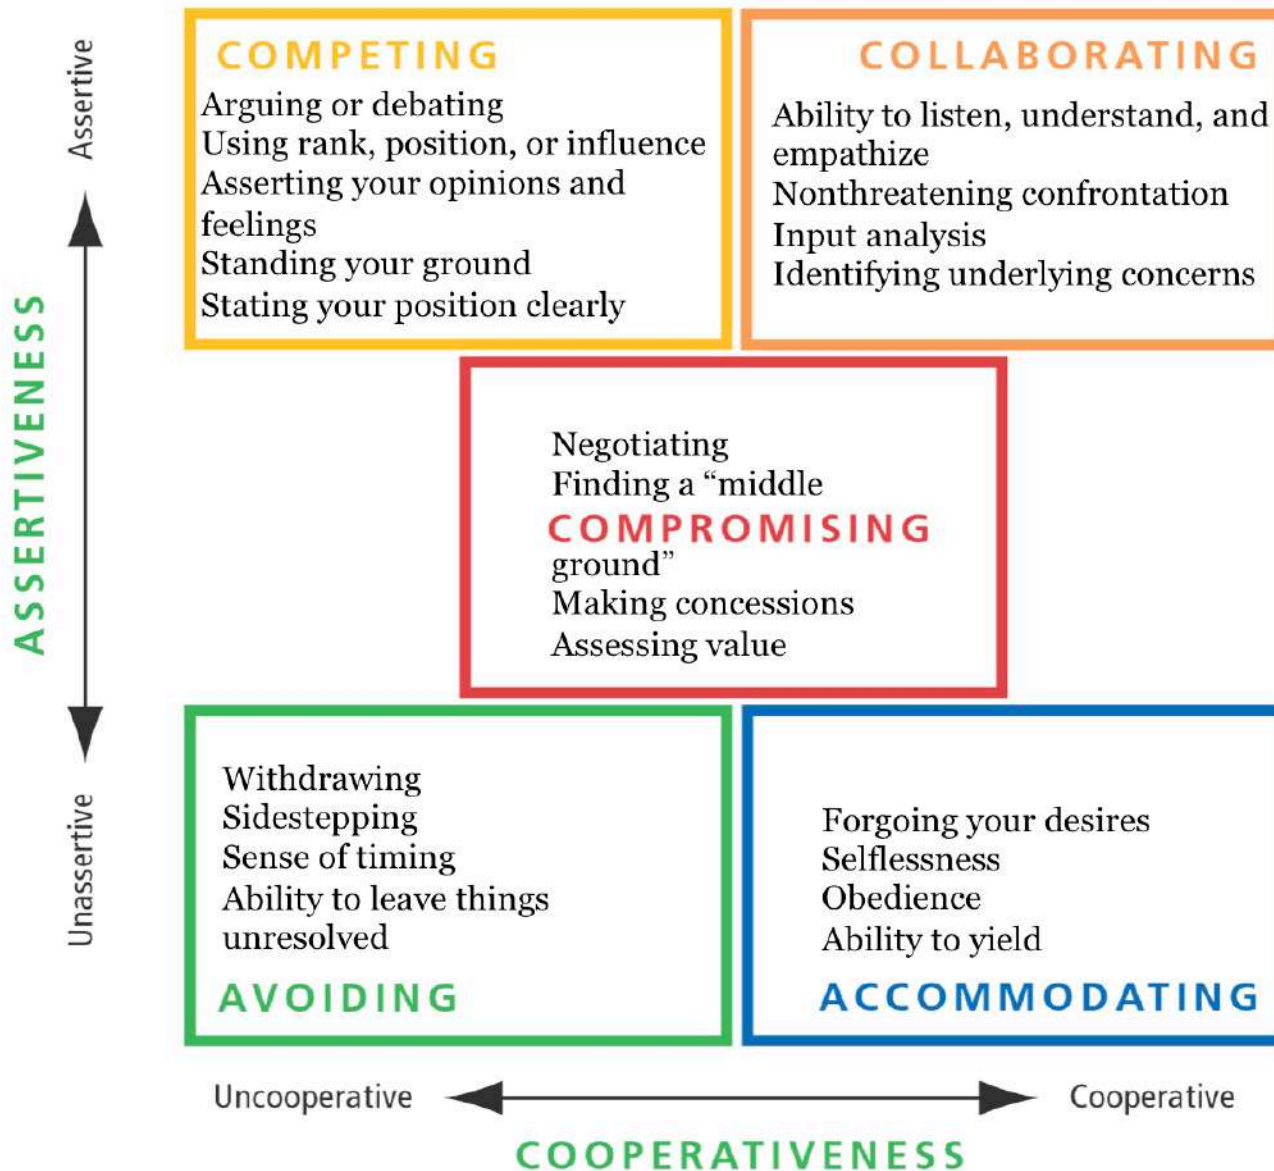 COMPETING
Arguing or debating
Using rank, position, or influence
Asserting your opinions and
feelings
Standing your ground
Stating your position clearly
COLLABORATING
Ability to listen, understand, and
empathize
Nonthreatening confrontation
Input analysis
Identifying underlying concerns
Assertive
ASSERTIVENESS
Unassertive
Negotiating
Finding a “middle
COMPROMISING
ground”
Making concessions
Assessing value
Withdrawing
Sidestepping
Sense of timing
Ability to leave things
unresolved
AVOIDING
Forgoing your desires
Selflessness
Obedience
Ability to yield
ACCOMMODATING
Uncooperative
Cooperative
COOPERATIVENESS